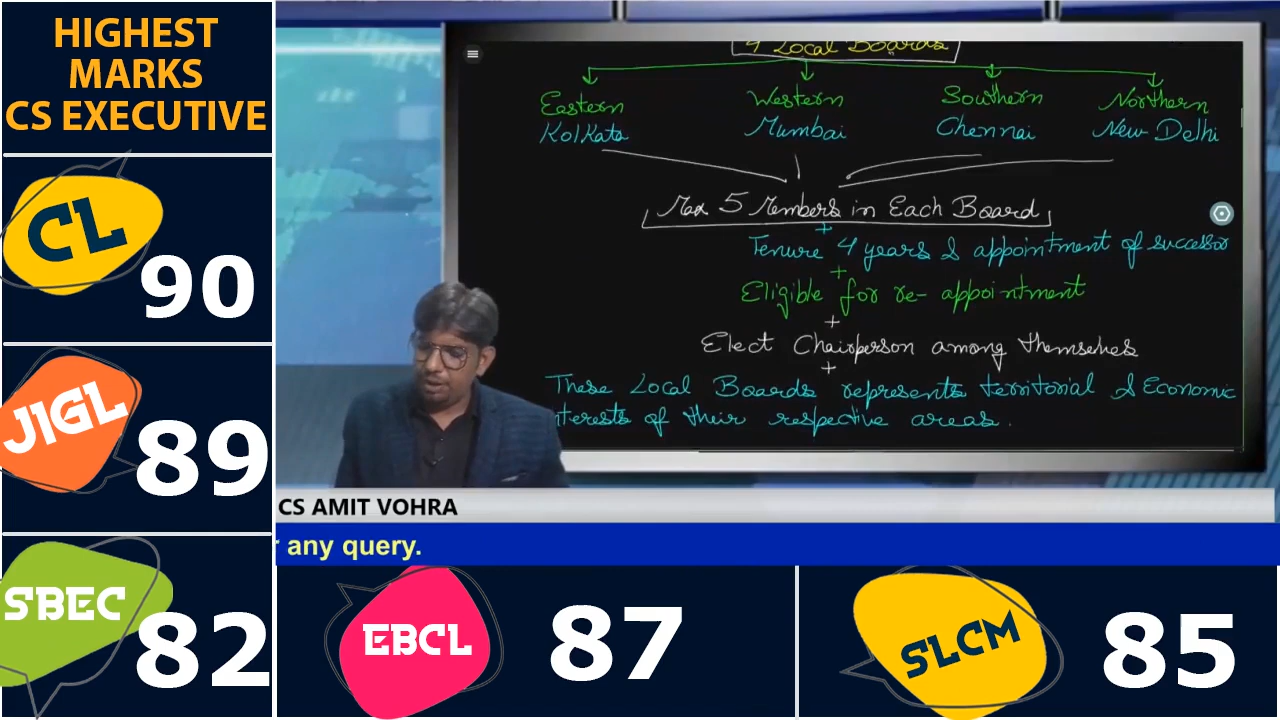 HIGHEST
MARKS
CS EXECUTIVE
CL
90
JIGL
89
SBEC
82
4 Local Boards
Eastern Western Southern Northern
Kolkata Mumbai Chennai New Delhi
Max 5 Members in Each Board
+
Tenure 4 years & appointment of successor
+
Eligible for re-appointment
+
Elect Chairperson among themselves
+
These Local Boards represents territorial & Economic
nterests of their respective areas.
CS AMIT VOHRA
any query.
EBCL
87
SLCM
85